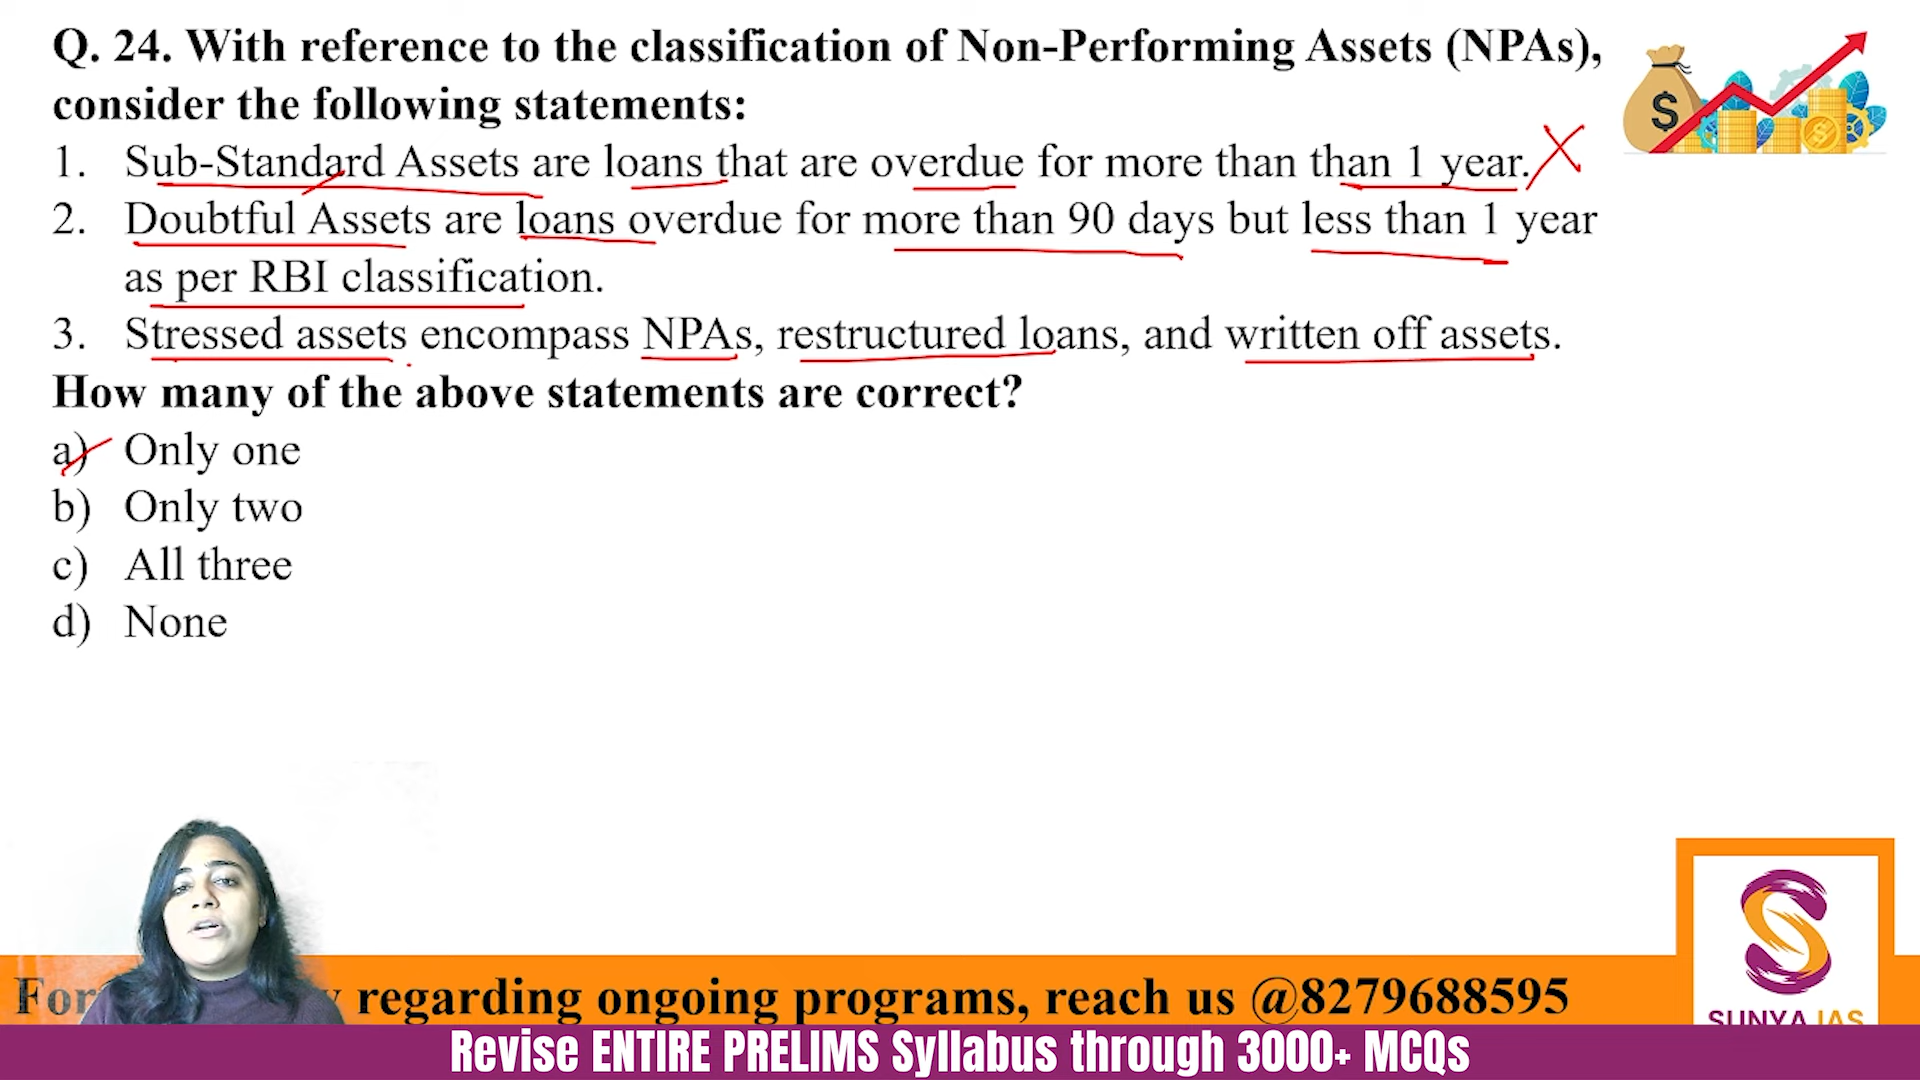 Q. 24. With reference to the classification of Non-Performing Assets (NPAs),
consider the following statements:
1. Sub-Standard Assets are loans that are overdue for more than than 1 year.
2. Doubtful Assets are loans overdue for more than 90 days but less than 1 year
as per RBI classification.
3. Stressed assets encompass NPAs, restructured loans, and written off assets.
How many of the above statements are correct?
a) Only one
b) Only two
c) All three
d) None
For regarding ongoing programs, reach us @8279688595
SUNYA IAS
Revise ENTIRE PRELIMS Syllabus through 3000+ MCQs